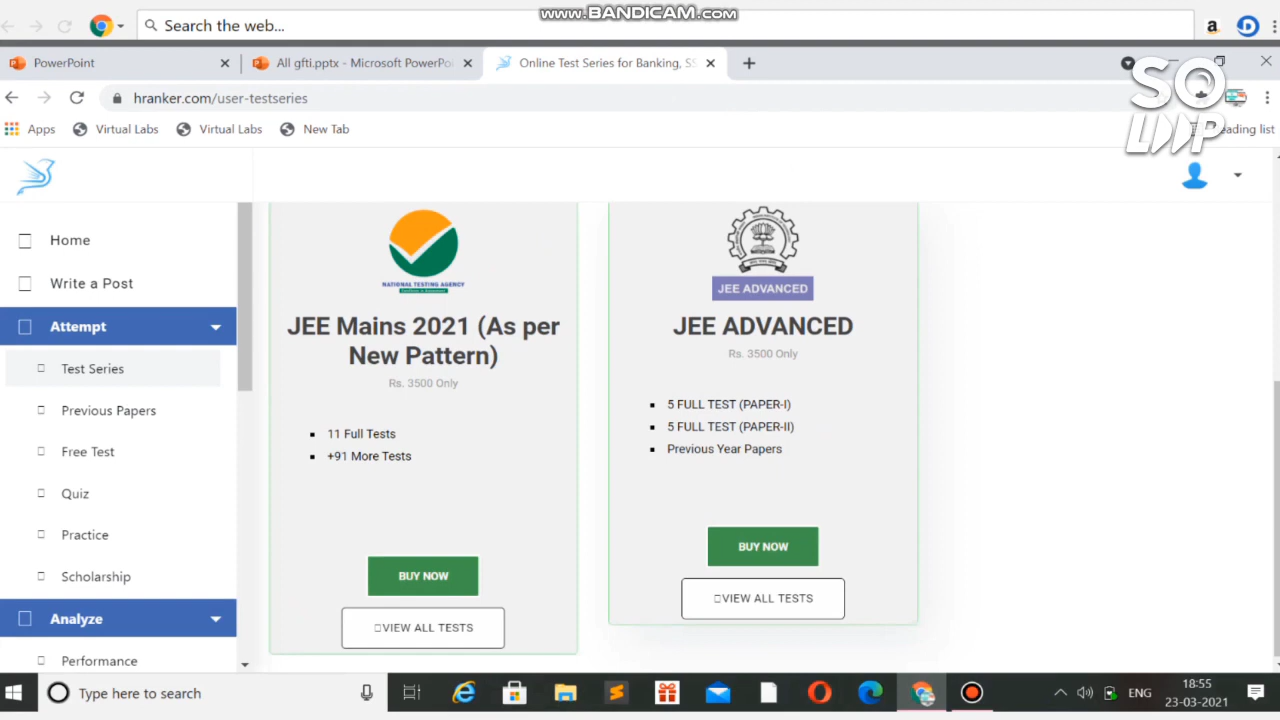 www.BANDICAM.com
Search the web...
PowerPoint
All gfti.pptx - Microsoft PowerPoi
Online Test Series for Banking, SS
SOLOOP
hranker.com/user-testseries
Apps
Virtual Labs
Virtual Labs
New Tab
eading list
Home
Write a Post
Attempt
Test Series
Previous Papers
Free Test
Quiz
Practice
Scholarship
Analyze
Performance
NATIONAL TESTING AGENCY
JEE Mains 2021 (As per
New Pattern)
Rs. 3500 Only
11 Full Tests
+91 More Tests
BUY NOW
VIEW ALL TESTS
JEE ADVANCED
JEE ADVANCED
Rs. 3500 Only
5 FULL TEST (PAPER-I)
5 FULL TEST (PAPER-II)
Previous Year Papers
BUY NOW
VIEW ALL TESTS
Type here to search
ENG
18:55
23-03-2021